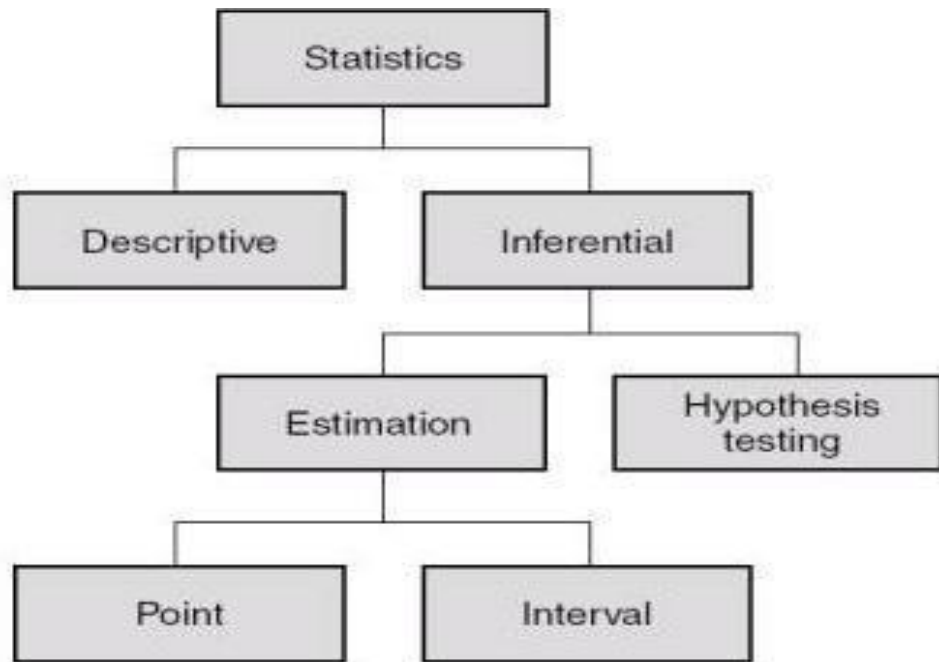 Statistics
Descriptive
Inferential
Estimation
Hypothesis
testing
Point
Interval